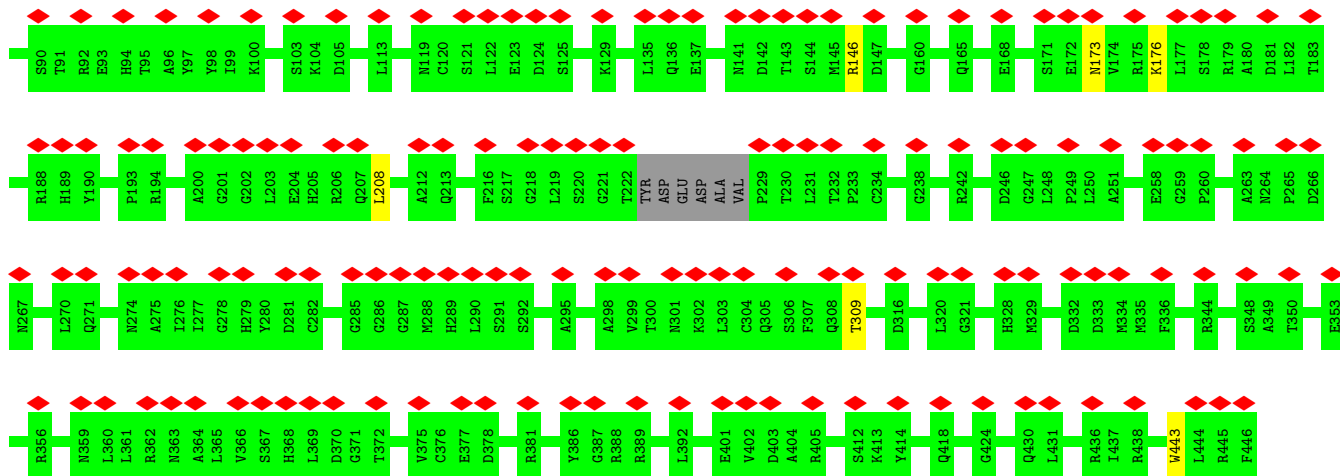 S90 T91 R92 E93 H94 T95 A96 Y97 Y98 I99 K100 S103 K104 D105 L113 N119 C120 S121 L122 E123 D124 S125 K129 L135 Q136 E137 N141 D142 T143 S144 M145 R146 D147 G160 Q165 E168 S171 E172 N173 V174 R175 K176 L177 S178 R179 A180 D181 L182 T183
R188 H189 Y190 P193 R194 A200 G201 G202 L203 E204 H205 R206 Q207 L208 A212 Q213 F216 S217 G218 L219 S220 G221 T222 TYR ASP GLU ASP ALA VAL P229 T230 L231 T232 P233 C234 G238 R242 D246 G247 L248 P249 L250 A251 E258 G259 P260 A263 N264 P265 D266
N267 L270 Q271 N274 A275 I276 I277 G278 H279 Y280 D281 C282 G285 G286 G287 M288 H289 L290 S291 S292 A295 A298 V299 T300 N301 K302 L303 C304 Q305 S306 F307 Q308 T309 D316 L320 G321 H328 M329 D332 D333 M334 M335 F336 R344 S348 A349 T350 E353
R356 N359 L360 L361 R362 N363 A364 L365 V366 S367 H368 L369 D370 G371 T372 V375 C376 E377 D378 R381 Y386 G387 R388 R389 L392 E401 V402 D403 A404 R405 S412 K413 Y414 Q418 G424 Q430 L431 R436 I437 R438 W443 L444 R445 F446